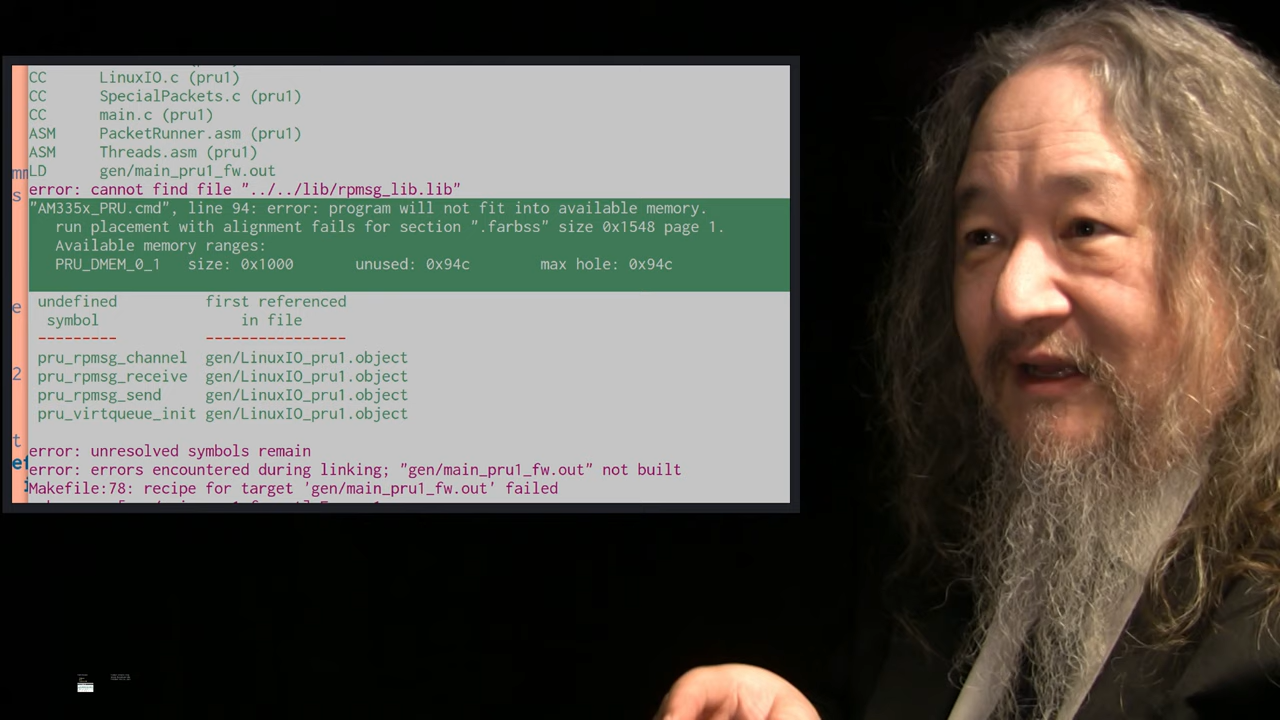 CC LinuxIO.c (pru1)
CC SpecialPackets.c (pru1)
CC main.c (pru1)
ASM PacketRunner.asm (pru1)
ASM Threads.asm (pru1)
LD gen/main_pru1_fw.out
error: cannot find file "../../lib/rpmsg_lib.lib"
"AM335x_PRU.cmd", line 94: error: program will not fit into available memory.
run placement with alignment fails for section ".farbss" size 0x1548 page 1.
Available memory ranges:
PRU_DMEM_0_1 size: 0x1000 unused: 0x94c max hole: 0x94c
undefined first referenced
symbol in file
--------- ----------------
pru_rpmsg_channel gen/LinuxIO_pru1.object
pru_rpmsg_receive gen/LinuxIO_pru1.object
pru_rpmsg_send gen/LinuxIO_pru1.object
pru_virtqueue_init gen/LinuxIO_pru1.object
error: unresolved symbols remain
error: errors encountered during linking; "gen/main_pru1_fw.out" not built
Makefile:78: recipe for target 'gen/main_pru1_fw.out' failed